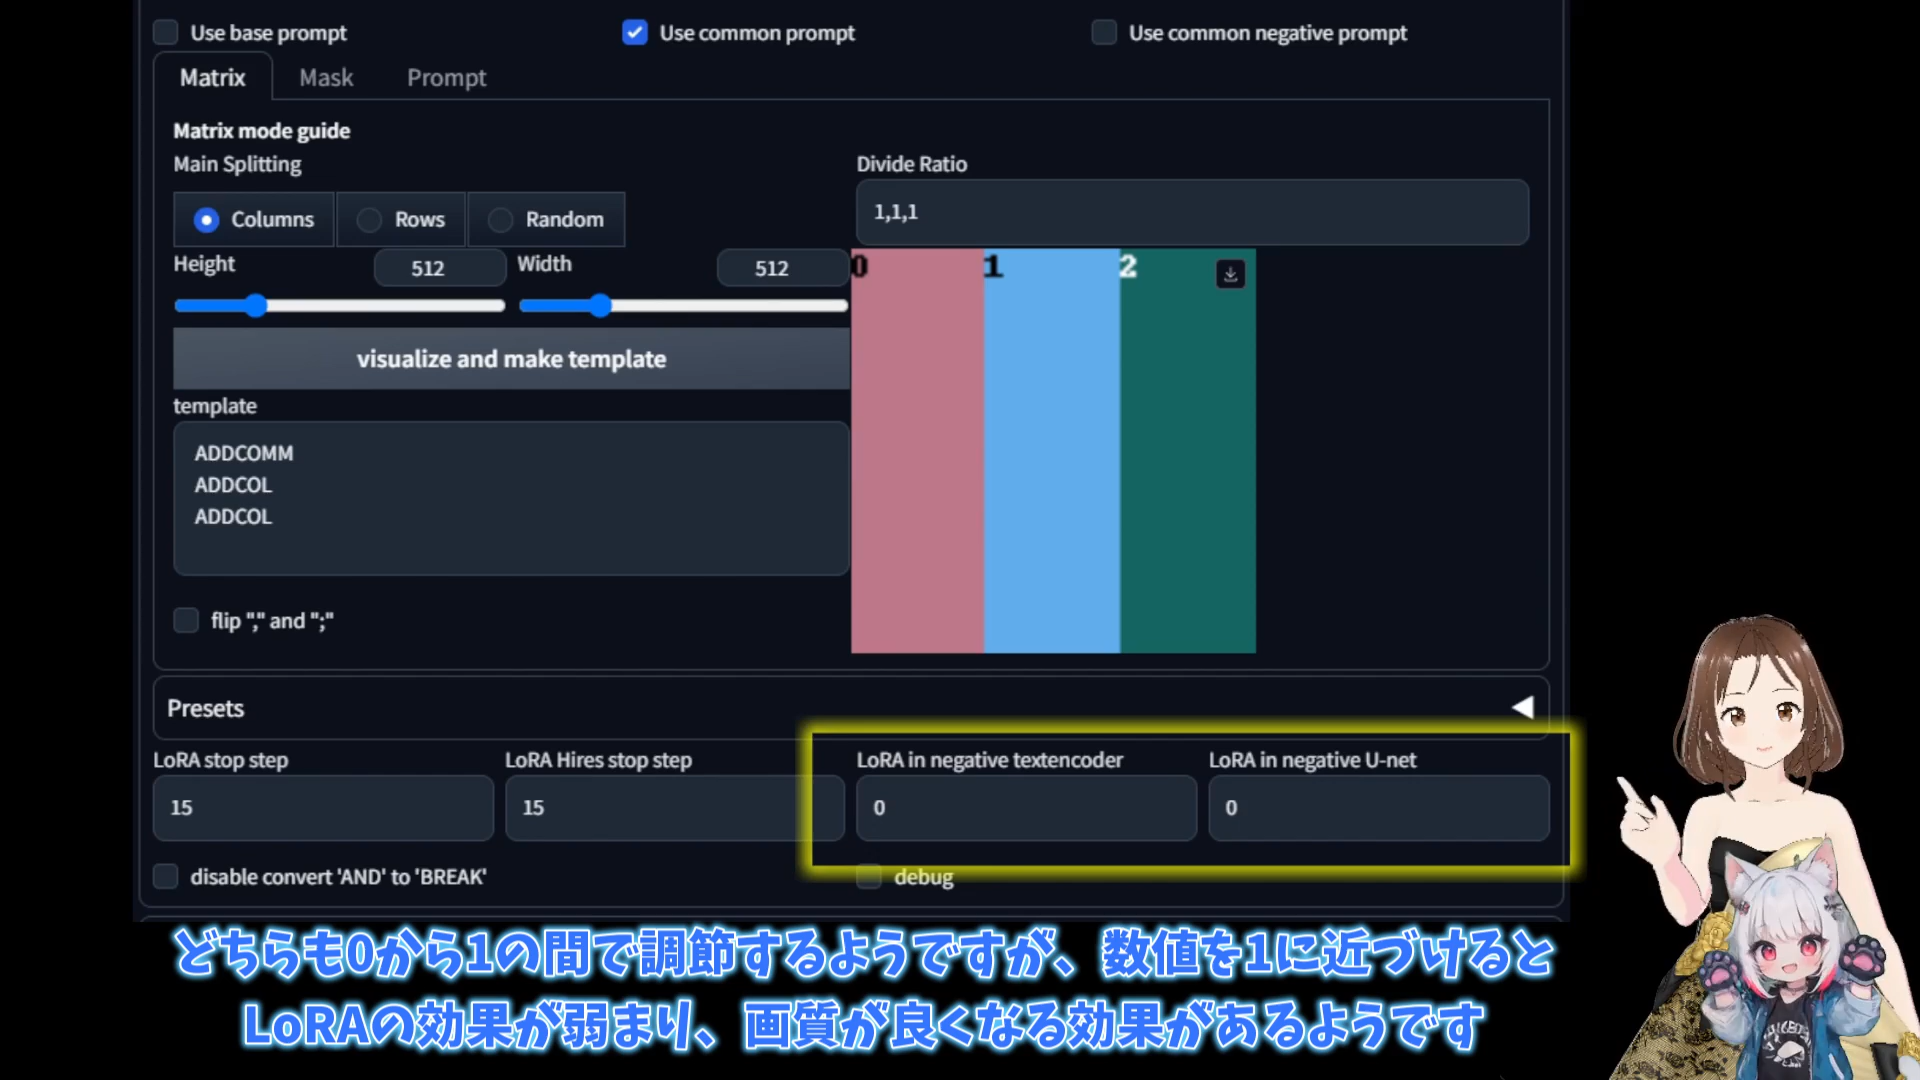 Use base prompt
Use common prompt
Use common negative prompt
Matrix
Mask
Prompt
Matrix mode guide
Main Splitting
Columns
Rows
Random
Divide Ratio
1,1,1
Height
512
Width
512
0
1
2
visualize and make template
template
ADDCOMM
ADDCOL
ADDCOL
flip "," and ";"
Presets
LoRA stop step
15
LoRA Hires stop step
15
LoRA in negative textencoder
0
LoRA in negative U-net
0
disable convert 'AND' to 'BREAK'
debug
どちらも0から1の間で調節するようですが、数値を1に近づけると
LoRAの効果が弱まり、画質が良くなる効果があるようです